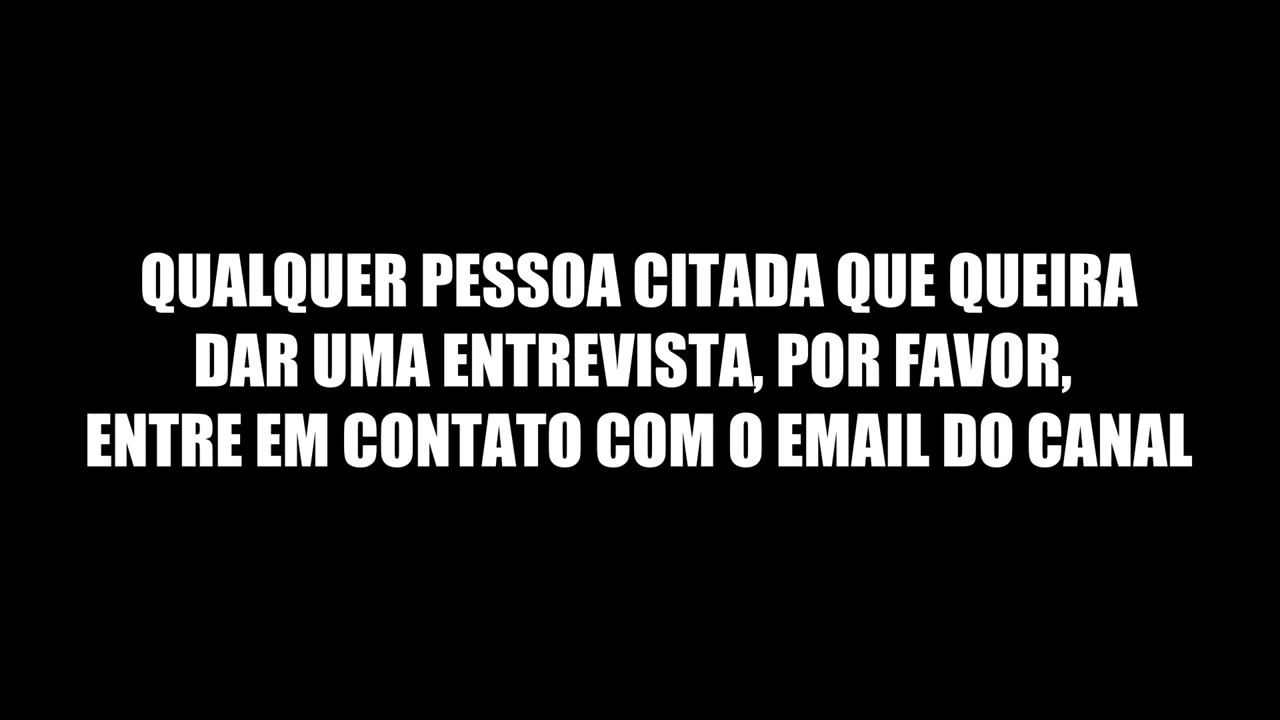 QUALQUER PESSOA CITADA QUE QUEIRA
DAR UMA ENTREVISTA, POR FAVOR,
ENTRE EM CONTATO COM O EMAIL DO CANAL